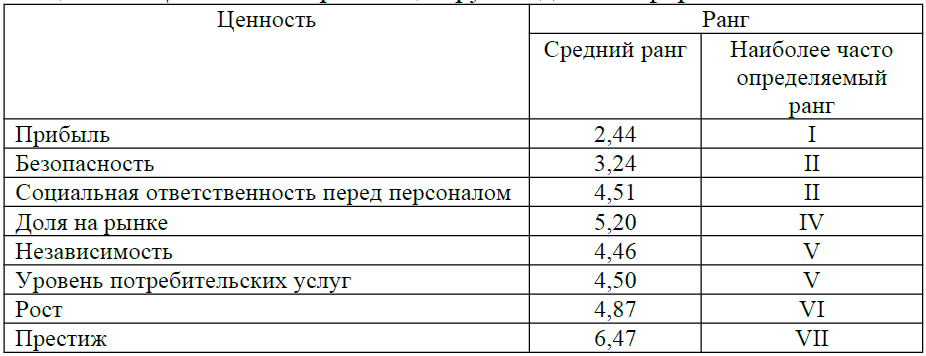 Ценность Ранг
Средний ранг Наиболее часто
определяемый
ранг
Прибыль 2,44 I
Безопасность 3,24 II
Социальная ответственность перед персоналом 4,51 II
Доля на рынке 5,20 IV
Независимость 4,46 V
Уровень потребительских услуг 4,50 V
Рост 4,87 VI
Престиж 6,47 VII